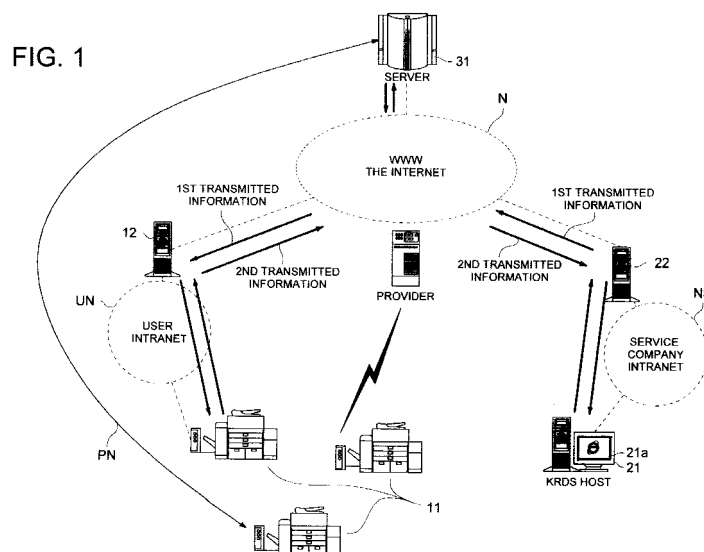 FIG. 1
31
SERVER
N
WWW
THE INTERNET
1ST TRANSMITTED
INFORMATION
1ST TRANSMITTED
INFORMATION
12
2ND TRANSMITTED
INFORMATION
2ND TRANSMITTED
INFORMATION
22
PROVIDER
UN
USER
INTRANET
N
SERVICE
COMPANY
INTRANET
PN
21a
21
KRDS HOST
11